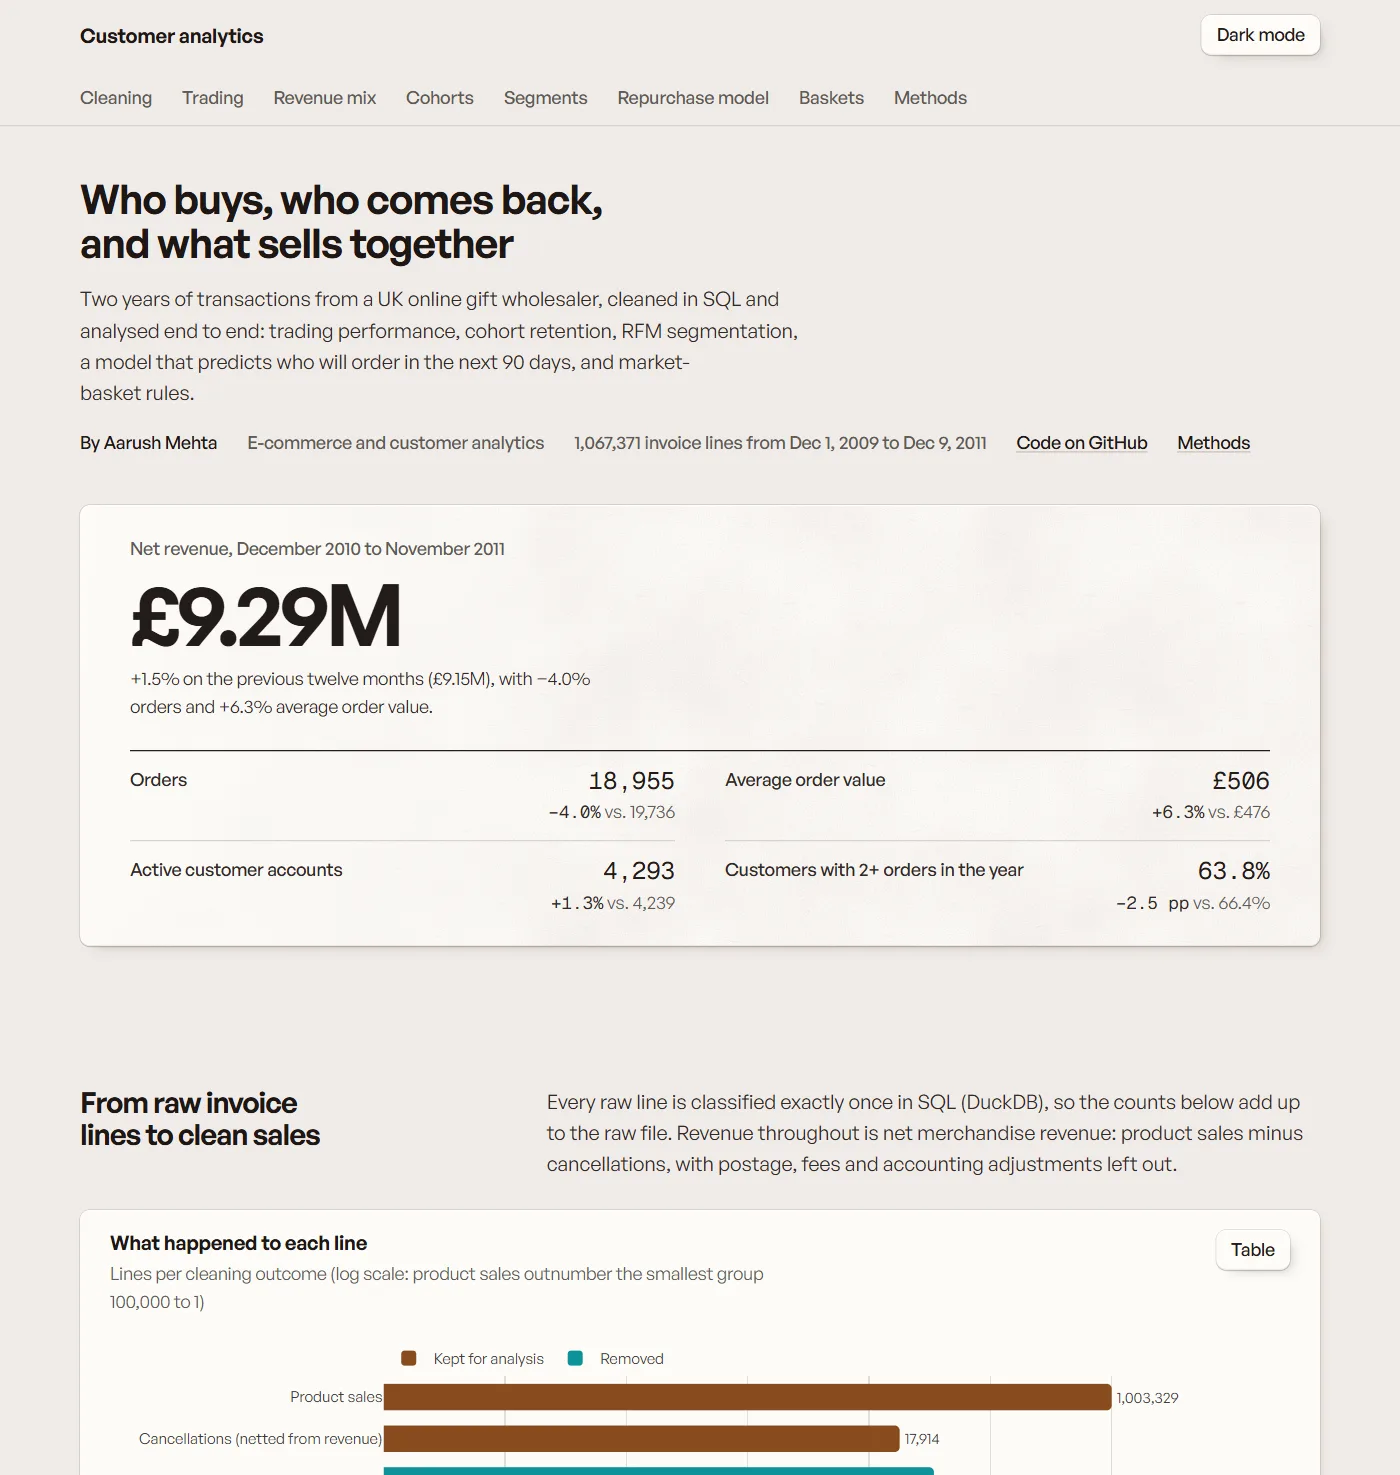 Customer analytics
Dark mode
Cleaning Trading Revenue mix Cohorts Segments Repurchase model Baskets Methods
Who buys, who comes back,
and what sells together
Two years of transactions from a UK online gift wholesaler, cleaned in SQL and
analysed end to end: trading performance, cohort retention, RFM segmentation,
a model that predicts who will order in the next 90 days, and market-
basket rules.
By Aarush Mehta E-commerce and customer analytics 1,067,371 invoice lines from Dec 1, 2009 to Dec 9, 2011 Code on GitHub Methods
Net revenue, December 2010 to November 2011
£9.29M
+1.5% on the previous twelve months (£9.15M), with −4.0%
orders and +6.3% average order value.
Orders 18,955
−4.0% vs. 19,736
Average order value £506
+6.3% vs. £476
Active customer accounts 4,293
+1.3% vs. 4,239
Customers with 2+ orders in the year 63.8%
−2.5 pp vs. 66.4%
From raw invoice
lines to clean sales
Every raw line is classified exactly once in SQL (DuckDB), so the counts below add up
to the raw file. Revenue throughout is net merchandise revenue: product sales minus
cancellations, with postage, fees and accounting adjustments left out.
What happened to each line
Table
Lines per cleaning outcome (log scale: product sales outnumber the smallest group
100,000 to 1)
Kept for analysis Removed
Product sales 1,003,329
Cancellations (netted from revenue) 17,914